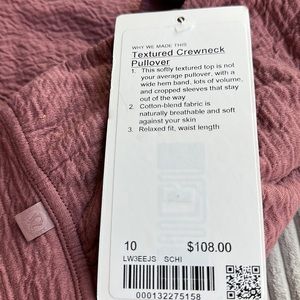 WHY WE MADE THIS
Textured Crewneck
Pullover
1. This softly textured top is not
your average pullover, with a
wide hem band, lots of volume,
and cropped sleeves that stay
out of the way
2. Cotton-blend fabric is
naturally breathable and soft
against your skin
3. Relaxed fit, waist length
10 $108.00
LW3EEJS SCHI
000132275158